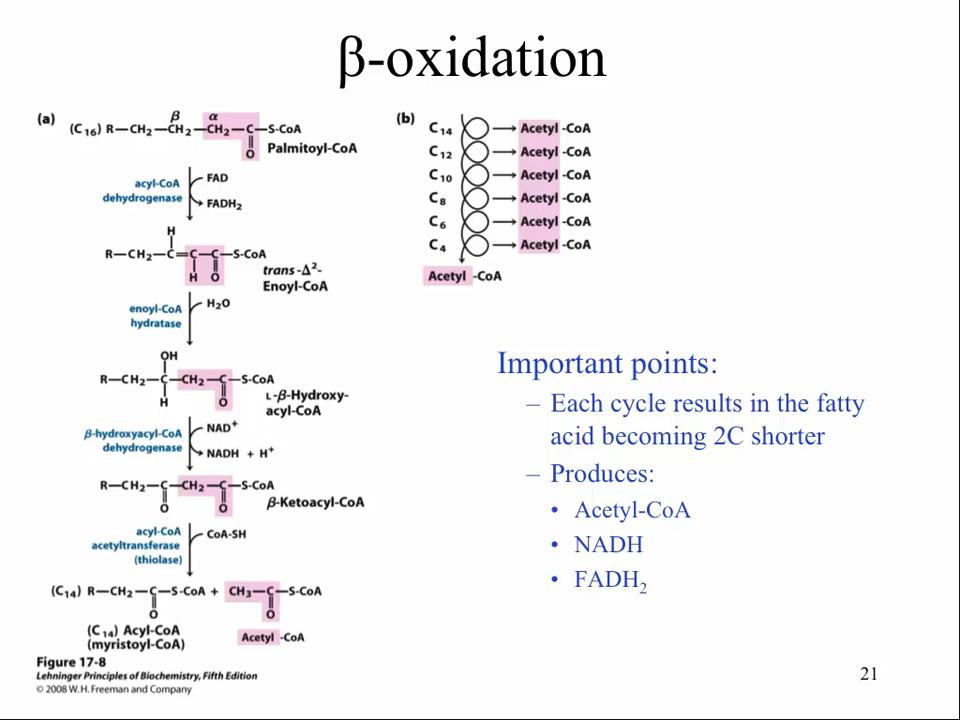 β-oxidation
(a)
β α
(C16) R—CH2—CH2—CH2—C—S-CoA
O
Palmitoyl-CoA
acyl-CoA
dehydrogenase
FAD
FADH2
H
R—CH2—C=C—C—S-CoA
H O
trans-Δ2-
Enoyl-CoA
enoyl-CoA
hydratase
H2O
OH
R—CH2—C—CH2—C—S-CoA
H O
L-β-Hydroxy-
acyl-CoA
β-hydroxyacyl-CoA
dehydrogenase
NAD+
NADH + H+
R—CH2—C—CH2—C—S-CoA
O O
β-Ketoacyl-CoA
acyl-CoA
acetyltransferase
(thiolase)
CoA-SH
(C14) R—CH2—C—S-CoA + CH3—C—S-CoA
O O
(C14) Acyl-CoA
(myristoyl-CoA)
Acetyl -CoA
Figure 17-8
Lehninger Principles of Biochemistry, Fifth Edition
© 2008 W. H. Freeman and Company
(b)
C14 Acetyl -CoA
C12 Acetyl -CoA
C10 Acetyl -CoA
C8 Acetyl -CoA
C6 Acetyl -CoA
C4 Acetyl -CoA
Acetyl -CoA
Important points:
– Each cycle results in the fatty
acid becoming 2C shorter
– Produces:
• Acetyl-CoA
• NADH
• FADH2
21